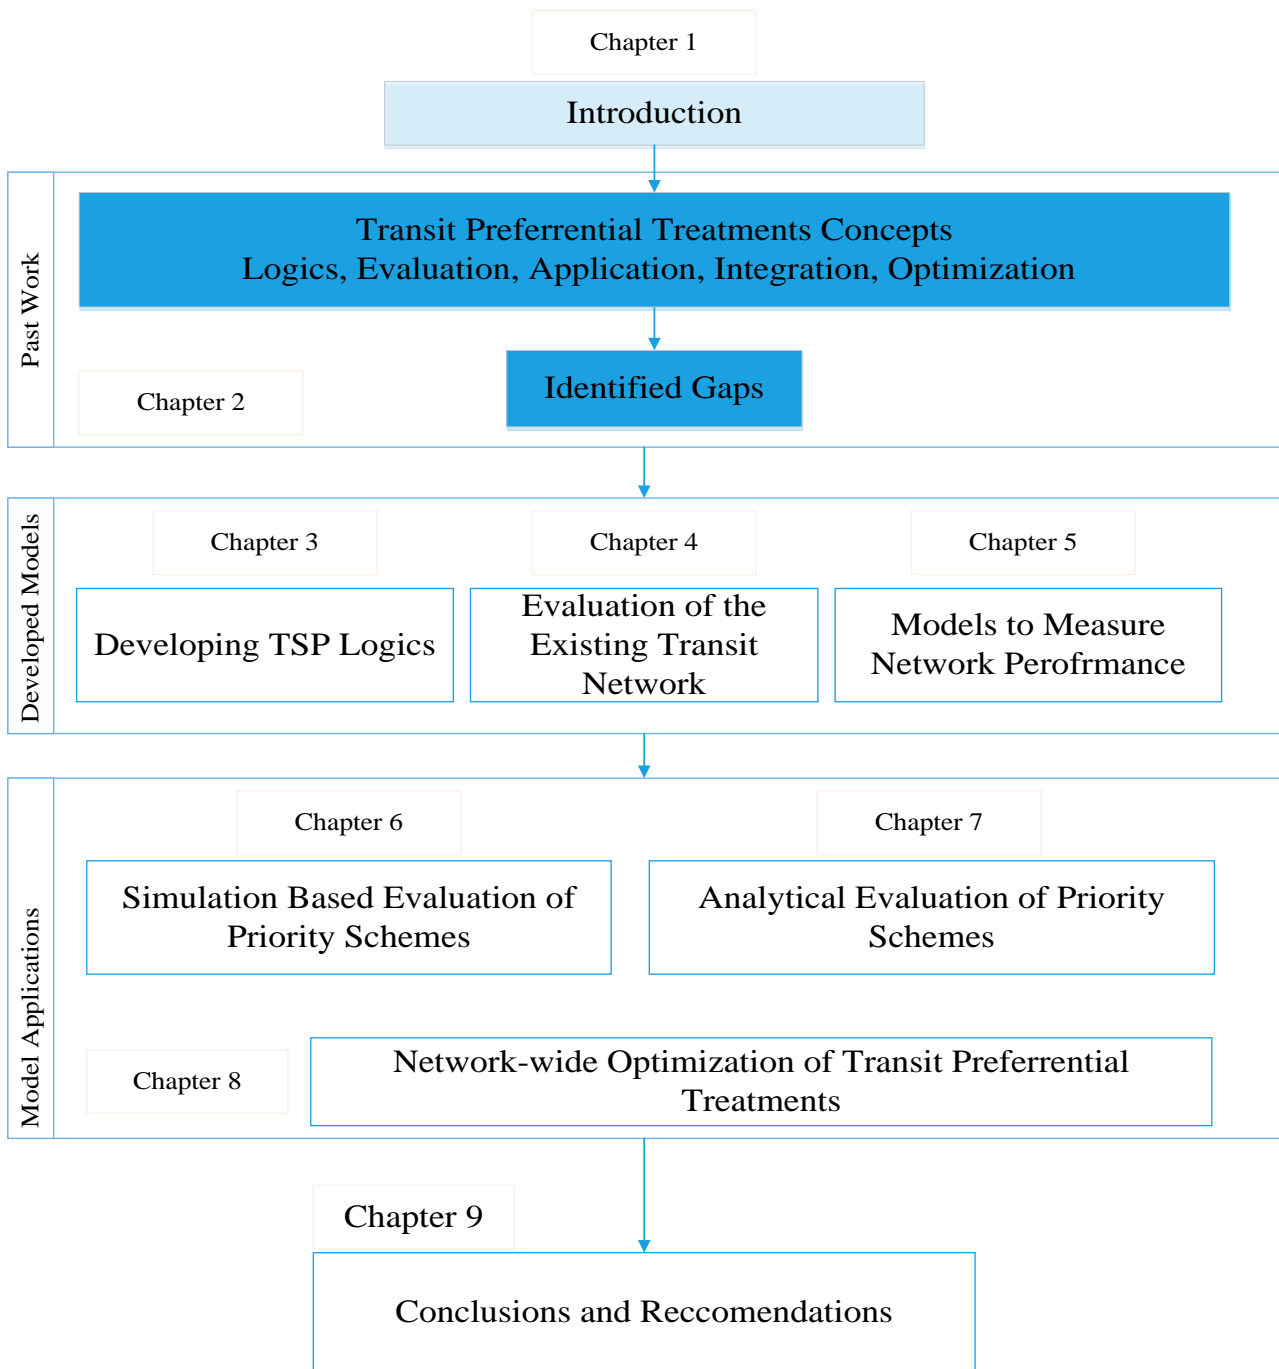 Chapter 1
Introduction
Past Work
Transit Preferrential Treatments Concepts
Logics, Evaluation, Application, Integration, Optimization
Identified Gaps
Chapter 2
Developed Models
Chapter 3
Developing TSP Logics
Chapter 4
Evaluation of the
Existing Transit
Network
Chapter 5
Models to Measure
Network Perofrmance
Model Applications
Chapter 6
Simulation Based Evaluation of
Priority Schemes
Chapter 7
Analytical Evaluation of Priority
Schemes
Chapter 8
Network-wide Optimization of Transit Preferrential
Treatments
Chapter 9
Conclusions and Reccomendations